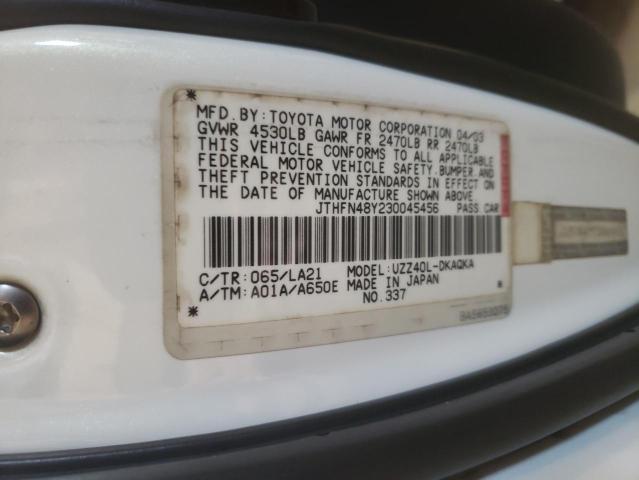 MFD. BY: TOYOTA MOTOR CORPORATION 04/03
GVWR 4530LB GAWR FR 2470LB RR 2470LB
THIS VEHICLE CONFORMS TO ALL APPLICABLE
FEDERAL MOTOR VEHICLE SAFETY, BUMPER, AND
THEFT PREVENTION STANDARDS IN EFFECT ON
THE DATE OF MANUFACTURE SHOWN ABOVE.
JTHFN48Y230045456 PASS CAR
C/TR: 065/LA21 MODEL: UZZ40L-DKAQKA
A/TM: A01A/A650E MADE IN JAPAN
NO.337